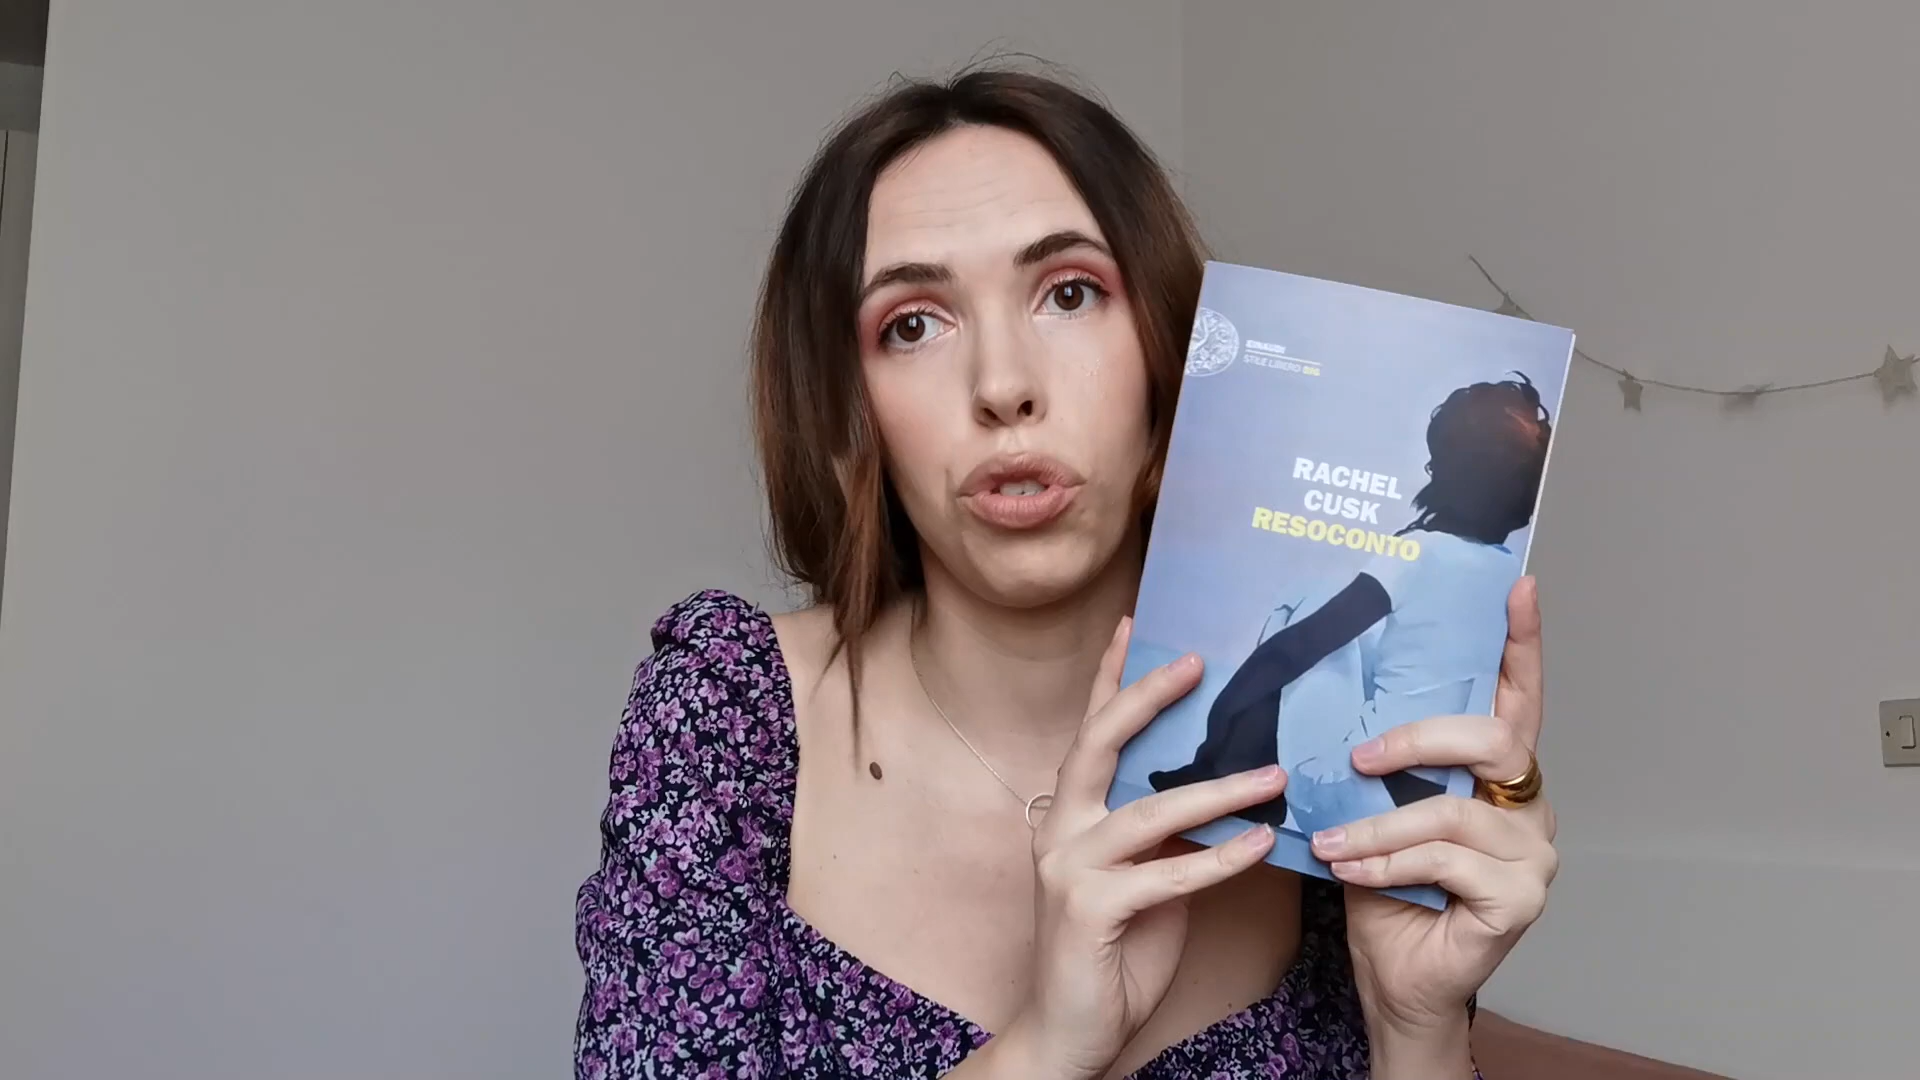 EINAUDI
STILE LIBERO BIG
RACHEL
CUSK
RESOCONTO